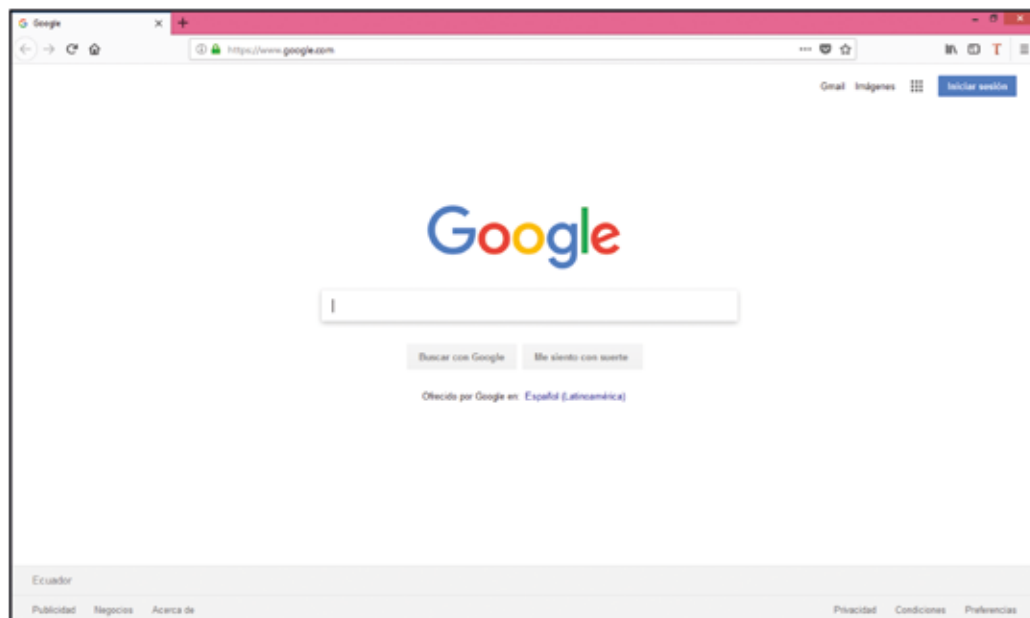 Google
https://www.google.com
Gmail Imágenes Iniciar sesión
Google
Buscar con Google Me siento con suerte
Ofrecido por Google en: Español (Latinoamérica)
Ecuador
Publicidad Negocios Acerca de Privacidad Condiciones Preferencias